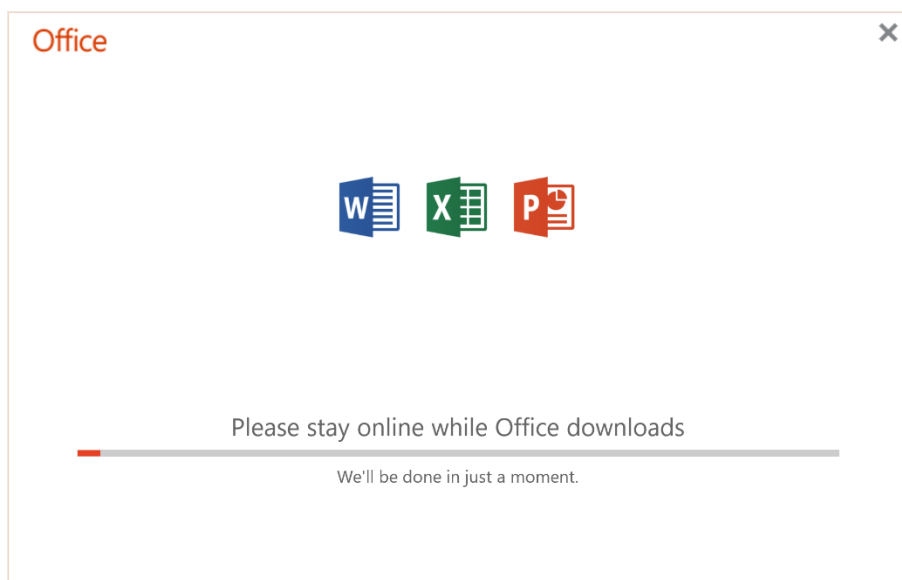 Office
W X P
Please stay online while Office downloads
We'll be done in just a moment.